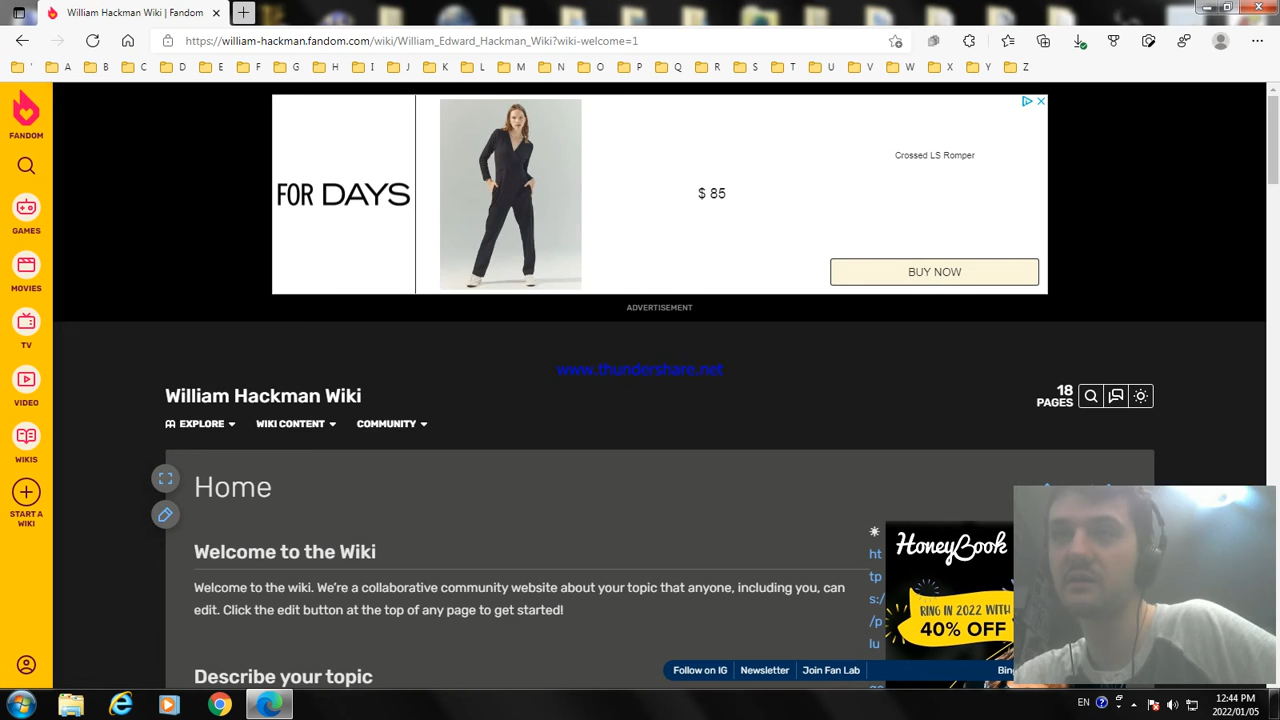 William Hackman Wiki | Fandom
https://william-hackman.fandom.com/wiki/William_Edward_Hackman_Wiki?wiki-welcome=1
' A B C D E F G H I J K L M N O P Q R S T U V W X Y Z
FANDOM
GAMES
MOVIES
TV
VIDEO
WIKIS
START A
WIKI
FOR DAYS
$ 85
Crossed LS Romper
BUY NOW
ADVERTISEMENT
www.thundershare.net
William Hackman Wiki
18
PAGES
EXPLORE WIKI CONTENT COMMUNITY
Home
Welcome to the Wiki
Welcome to the wiki. We're a collaborative community website about your topic that anyone, including you, can
edit. Click the edit button at the top of any page to get started!
Describe your topic
ht
tp
s:/
/p
lu
HoneyBook
RING IN 2022 WITH
40% OFF
Follow on IG Newsletter Join Fan Lab
EN
12:44 PM
2022/01/05